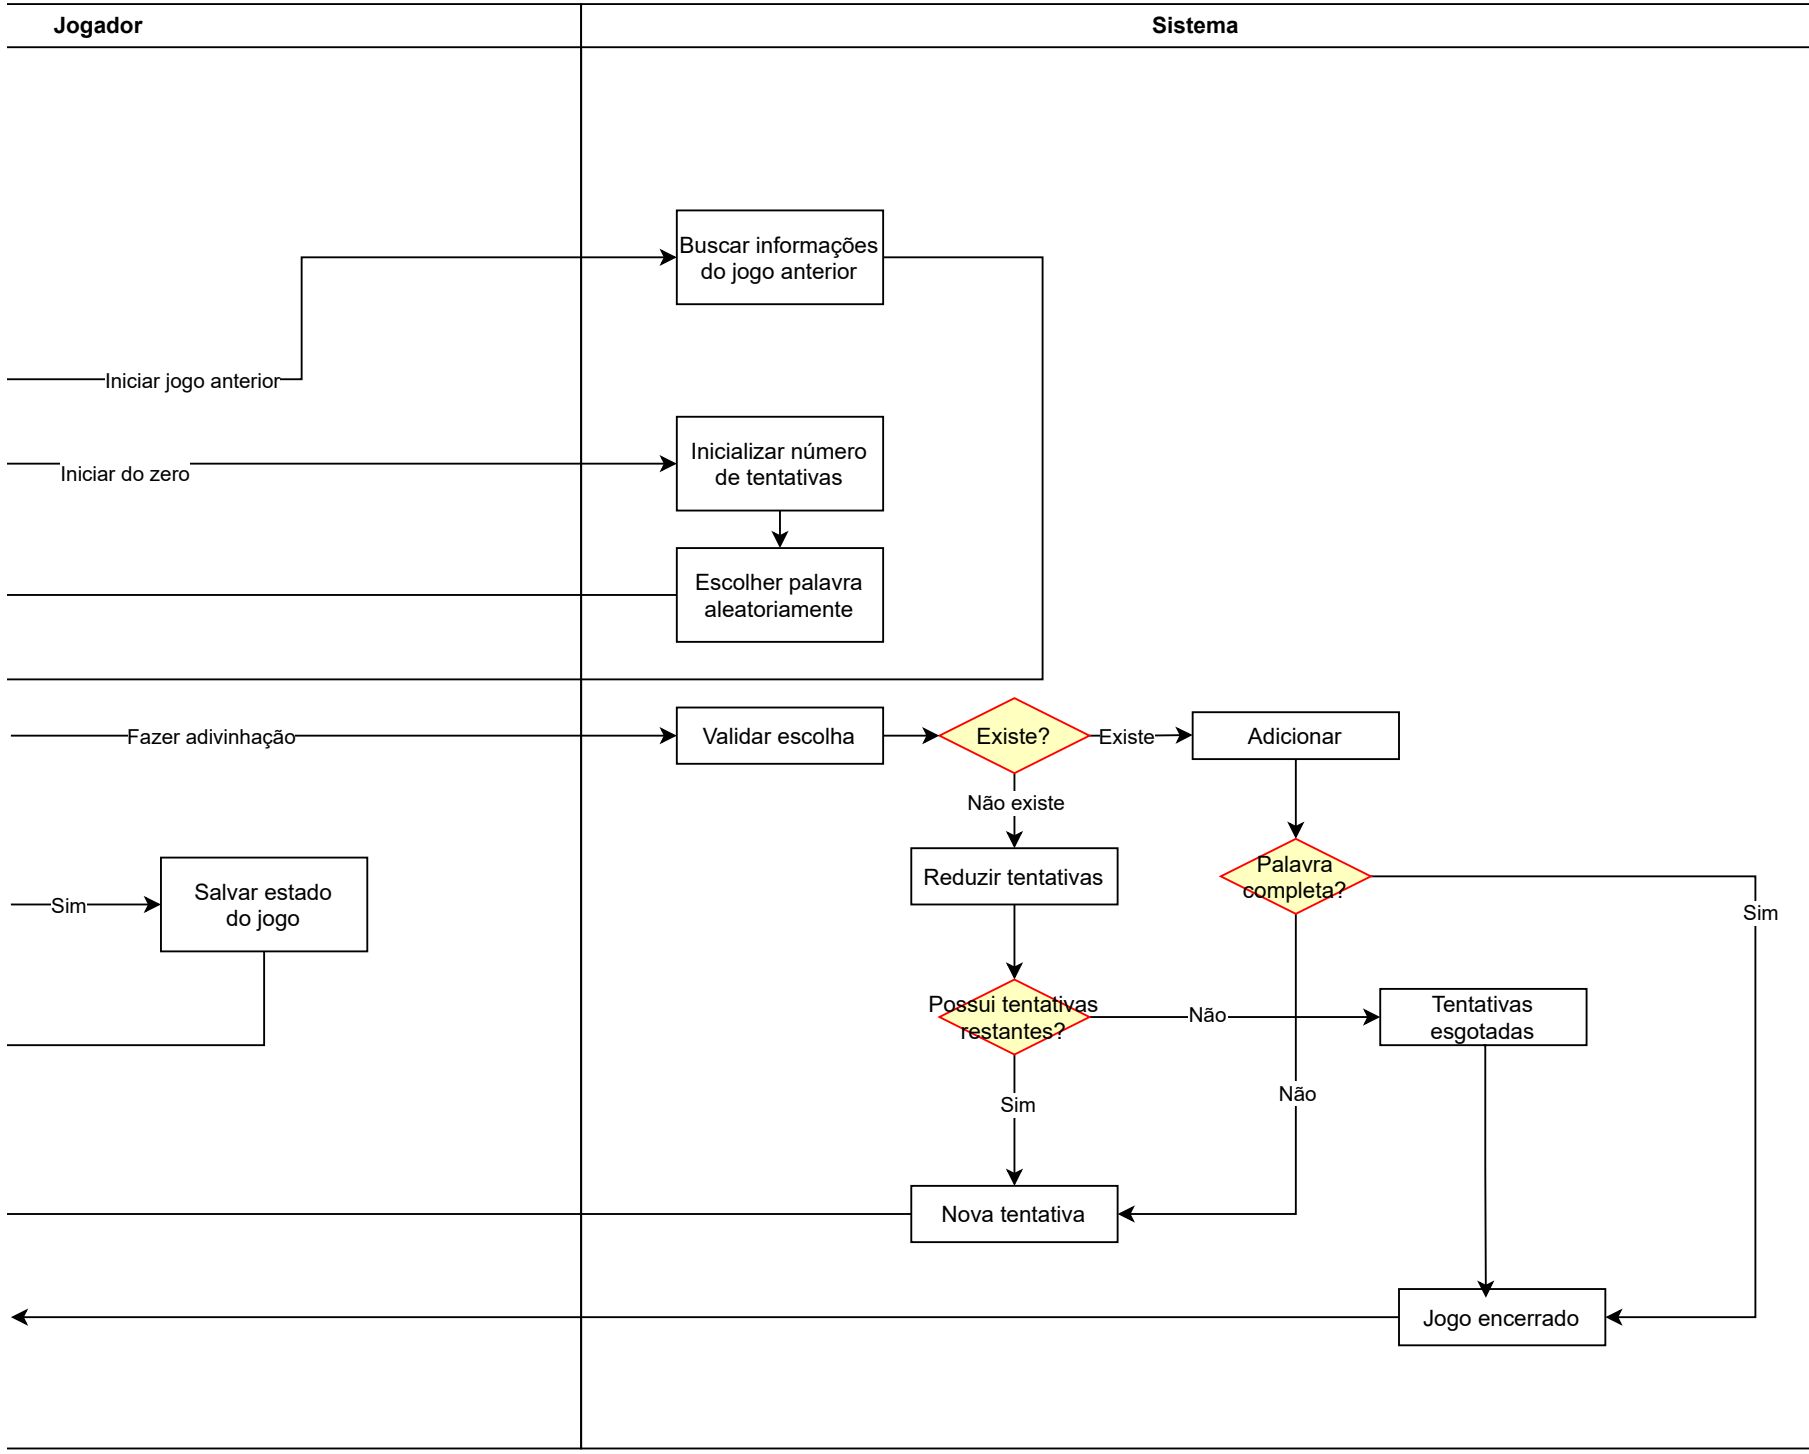 Jogador
Sistema
Buscar informações
do jogo anterior
Iniciar jogo anterior
Inicializar número
de tentativas
Iniciar do zero
Escolher palavra
aleatoriamente
Fazer adivinhação
Validar escolha
Existe?
Existe
Adicionar
Não existe
Palavra
completa?
Reduzir tentativas
Salvar estado
do jogo
Sim
Sim
Possui tentativas
restantes?
Não
Tentativas
esgotadas
Não
Sim
Nova tentativa
Jogo encerrado